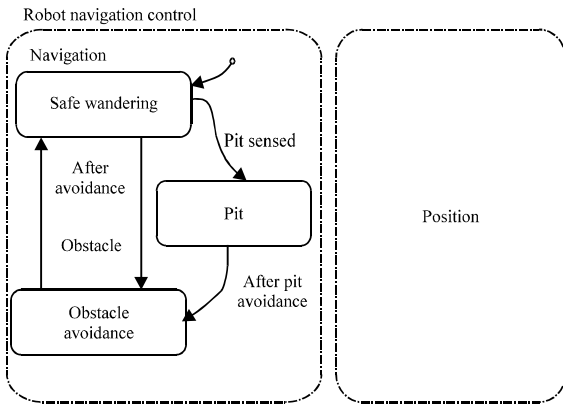 Robot navigation control
Navigation
Safe wandering
Pit sensed
After
avoidance
Pit
Position
Obstacle
After pit
avoidance
Obstacle
avoidance